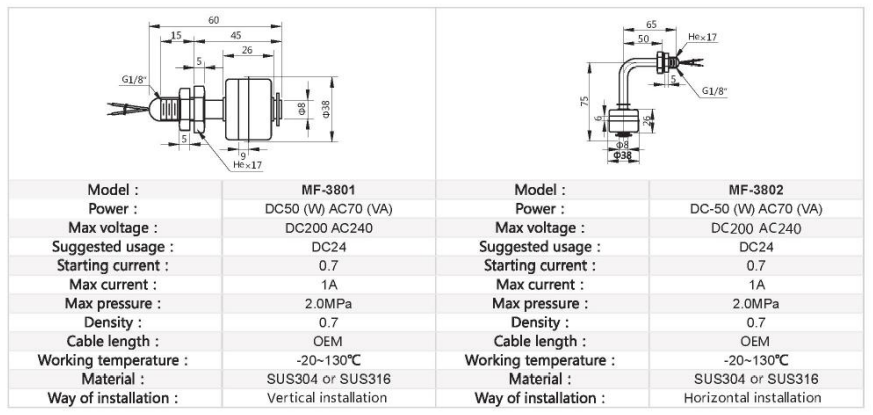 60
15
45
26
5
G1/8"
Φ8
Φ38
5
9
He×17
65
50
He×17
5
G1/8"
75
6
26
Φ8
Φ38
Model : MF-3801 Model : MF-3802
Power : DC50 (W) AC70 (VA) Power : DC-50 (W) AC70 (VA)
Max voltage : DC200 AC240 Max voltage : DC200 AC240
Suggested usage : DC24 Suggested usage : DC24
Starting current : 0.7 Starting current : 0.7
Max current : 1A Max current : 1A
Max pressure : 2.0MPa Max pressure : 2.0MPa
Density : 0.7 Density : 0.7
Cable length : OEM Cable length : OEM
Working temperature : -20~130℃ Working temperature : -20~130℃
Material : SUS304 or SUS316 Material : SUS304 or SUS316
Way of installation : Vertical installation Way of installation : Horizontal installation